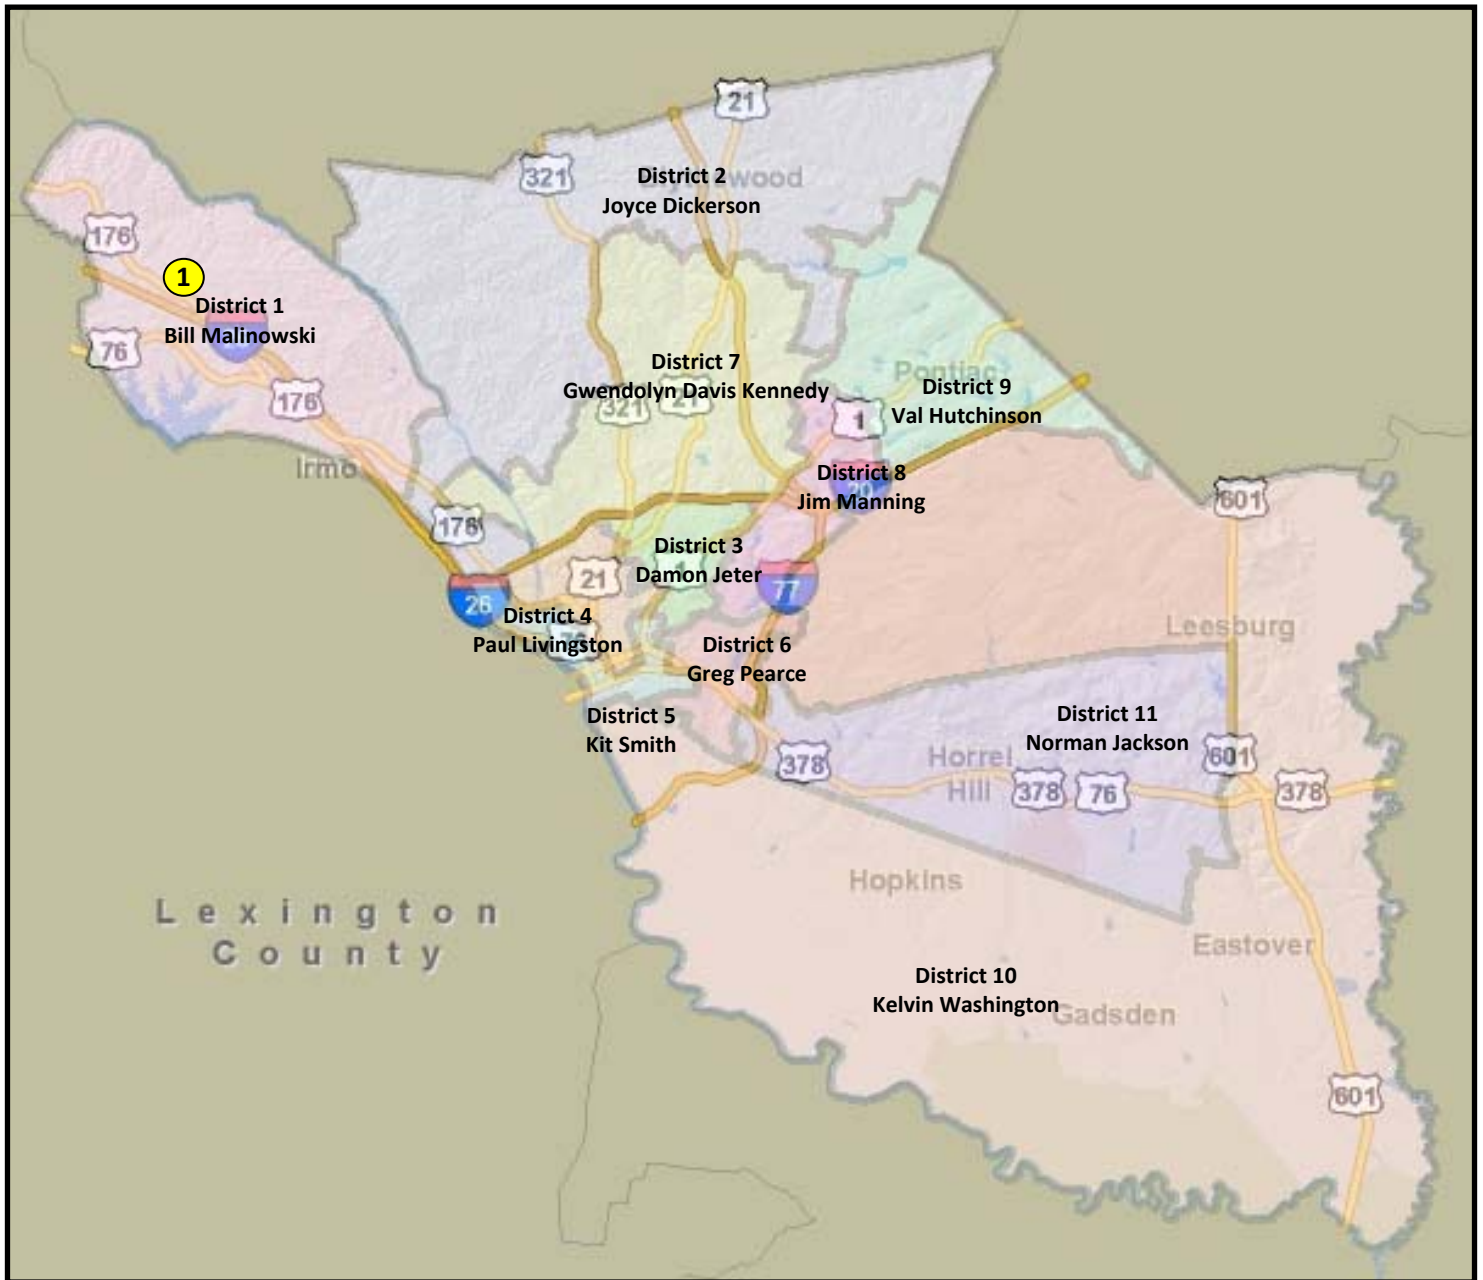 21
321
District 2
Joyce Dickerson
176
1
District 1
Bill Malinowski
76
176
District 7
Gwendolyn Davis Kennedy
321
21
Pontiac
District 9
Val Hutchinson
1
Irmo
District 8
Jim Manning
20
601
176
District 3
Damon Jeter
1
21
77
26
District 4
Paul Livingston
76
Leesburg
District 6
Greg Pearce
District 5
Kit Smith
District 11
Norman Jackson
378
Horrel
Hill
378
76
601
378
Hopkins
Lexington
County
Eastover
District 10
Kelvin Washington
Gadsden
601